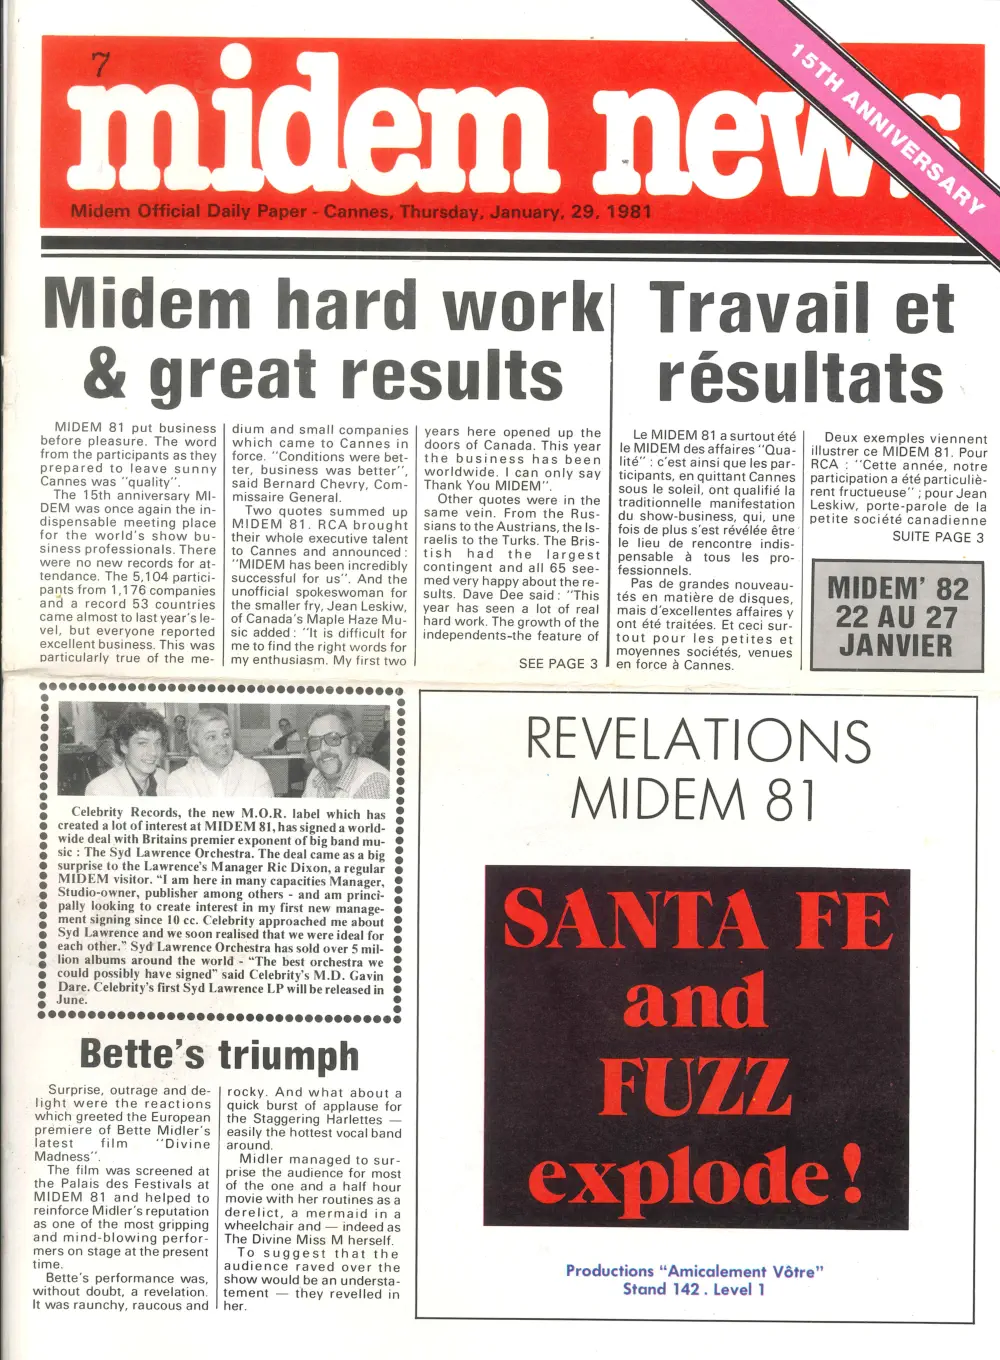 7
midem news
15TH ANNIVERSARY
Midem Official Daily Paper - Cannes, Thursday, January, 29, 1981
Midem hard work
& great results
MIDEM 81 put business
before pleasure. The word
from the participants as they
prepared to leave sunny
Cannes was "quality".
The 15th anniversary MI-
DEM was once again the in-
dispensable meeting place
for the world's show bu-
siness professionals. There
were no new records for at-
tendance. The 5,104 partici-
pants from 1,176 companies
and a record 53 countries
came almost to last year's le-
vel, but everyone reported
excellent business. This was
particularly true of the me-
dium and small companies
which came to Cannes in
force. "Conditions were bet-
ter, business was better",
said Bernard Chevry, Com-
missaire General.
Two quotes summed up
MIDEM 81. RCA brought
their whole executive talent
to Cannes and announced :
"MIDEM has been incredibly
successful for us". And the
unofficial spokeswoman for
the smaller fry, Jean Leskiw,
of Canada's Maple Haze Mu-
sic added : "It is difficult for
me to find the right words for
my enthusiasm. My first two
years here opened up the
doors of Canada. This year
the business has been
worldwide. I can only say
Thank You MIDEM".
Other quotes were in the
same vein. From the Rus-
sians to the Austrians, the Is-
raelis to the Turks. The Bris-
tish had the largest
contingent and all 65 see-
med very happy about the re-
sults. Dave Dee said : "This
year has seen a lot of real
hard work. The growth of the
independents-the feature of
SEE PAGE 3
Travail et
résultats
Le MIDEM 81 a surtout été
le MIDEM des affaires "Qua-
lité" : c'est ainsi que les par-
ticipants, en quittant Cannes
sous le soleil, ont qualifié la
traditionnelle manifestation
du show-business, qui, une
fois de plus s'est révélée être
le lieu de rencontre indis-
pensable à tous les pro-
fessionnels.
Pas de grandes nouveau-
tés en matière de disques,
mais d'excellentes affaires y
ont été traitées. Et ceci sur-
tout pour les petites et
moyennes sociétés, venues
en force à Cannes.
Deux exemples viennent
illustrer ce MIDEM 81. Pour
RCA : "Cette année, notre
participation a été particuliè-
rent fructueuse" ; pour Jean
Leskiw, porte-parole de la
petite société canadienne
SUITE PAGE 3
MIDEM' 82
22 AU 27
JANVIER
Celebrity Records, the new M.O.R. label which has
created a lot of interest at MIDEM 81, has signed a world-
wide deal with Britains premier exponent of big band mu-
sic : The Syd Lawrence Orchestra. The deal came as a big
surprise to the Lawrence's Manager Ric Dixon, a regular
MIDEM visitor. "I am here in many capacities Manager,
Studio-owner, publisher among others - and am princi-
pally looking to create interest in my first new manage-
ment signing since 10 cc. Celebrity approached me about
Syd Lawrence and we soon realised that we were ideal for
each other." Syd Lawrence Orchestra has sold over 5 mil-
lion albums around the world - "The best orchestra we
could possibly have signed" said Celebrity's M.D. Gavin
Dare. Celebrity's first Syd Lawrence LP will be released in
June.
Bette's triumph
Surprise, outrage and de-
light were the reactions
which greeted the European
premiere of Bette Midler's
latest film "Divine
Madness".
The film was screened at
the Palais des Festivals at
MIDEM 81 and helped to
reinforce Midler's reputation
as one of the most gripping
and mind-blowing perfor-
mers on stage at the present
time.
Bette's performance was,
without doubt, a revelation.
It was raunchy, raucous and
rocky. And what about a
quick burst of applause for
the Staggering Harlettes —
easily the hottest vocal band
around.
Midler managed to sur-
prise the audience for most
of the one and a half hour
movie with her routines as a
derelict, a mermaid in a
wheelchair and — indeed as
The Divine Miss M herself.
To suggest that the
audience raved over the
show would be an understa-
tement — they revelled in
her.
REVELATIONS
MIDEM 81
SANTA FE
and
FUZZ
explode!
Productions "Amicalement Vôtre"
Stand 142 . Level 1